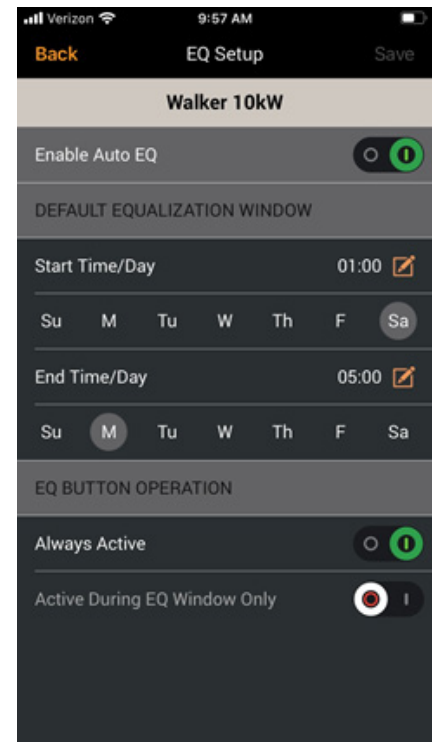 Verizon 9:57 AM
Back EQ Setup Save
Walker 10kW
Enable Auto EQ
DEFAULT EQUALIZATION WINDOW
Start Time/Day 01:00
Su M Tu W Th F Sa
End Time/Day 05:00
Su M Tu W Th F Sa
EQ BUTTON OPERATION
Always Active
Active During EQ Window Only